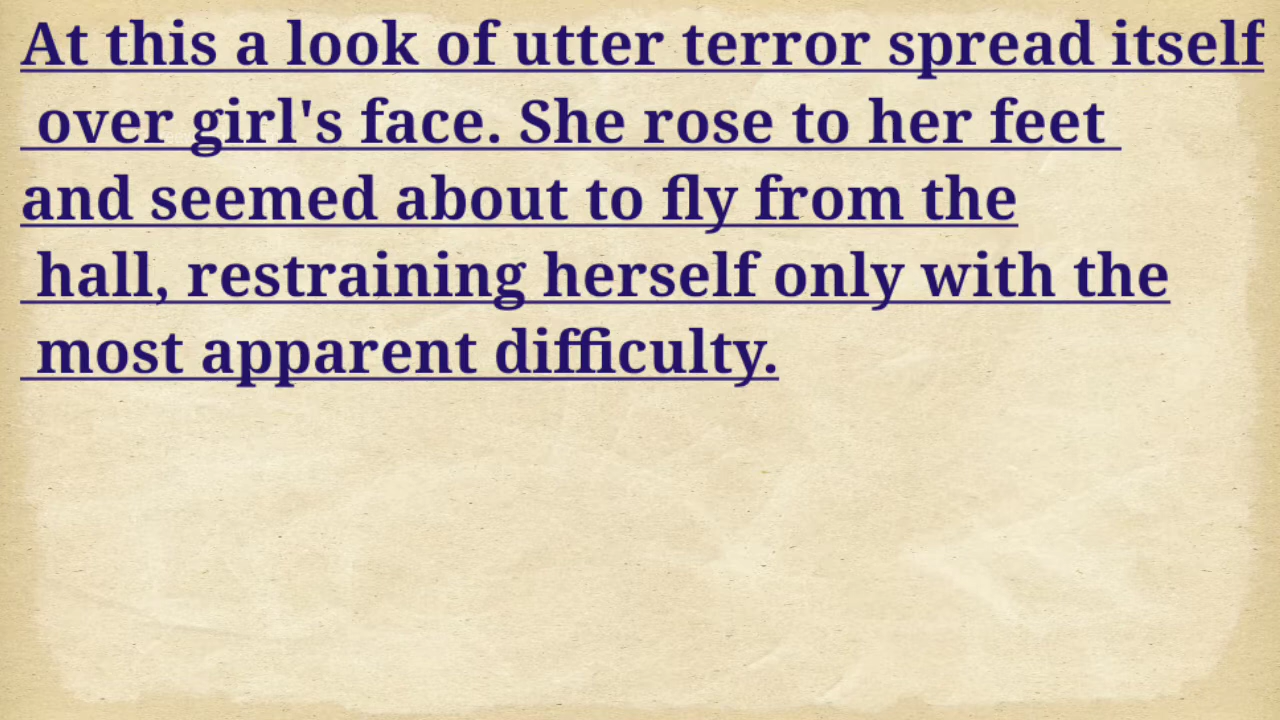 At this a look of utter terror spread itself
over girl's face. She rose to her feet
and seemed about to fly from the
hall, restraining herself only with the
most apparent difficulty.